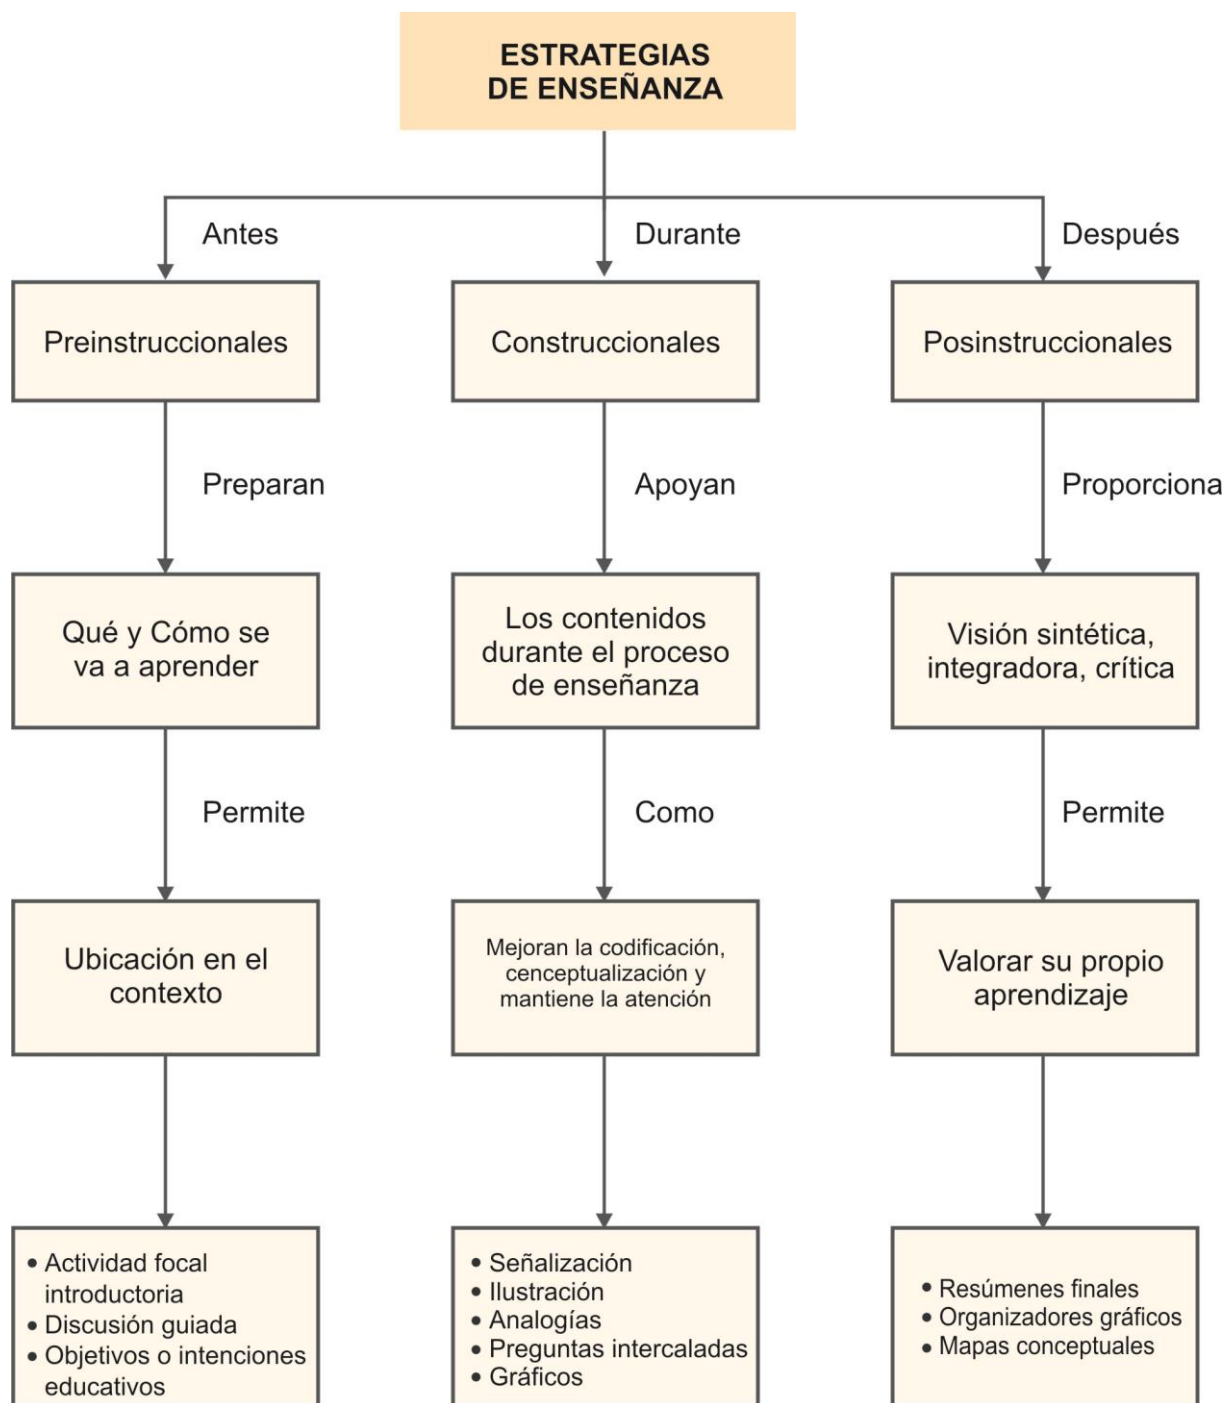 ESTRATEGIAS
DE ENSEÑANZA
Antes
Durante
Después
Preinstruccionales
Construccionales
Posinstruccionales
Preparan
Apoyan
Proporciona
Qué y Cómo se
va a aprender
Los contenidos
durante el proceso
de enseñanza
Visión sintética,
integradora, crítica
Permite
Como
Permite
Ubicación en el
contexto
Mejoran la codificación,
cenceptualización y
mantiene la atención
Valorar su propio
aprendizaje
• Actividad focal
introductoria
• Discusión guiada
• Objetivos o intenciones
educativos
• Señalización
• Ilustración
• Analogías
• Preguntas intercaladas
• Gráficos
• Resúmenes finales
• Organizadores gráficos
• Mapas conceptuales